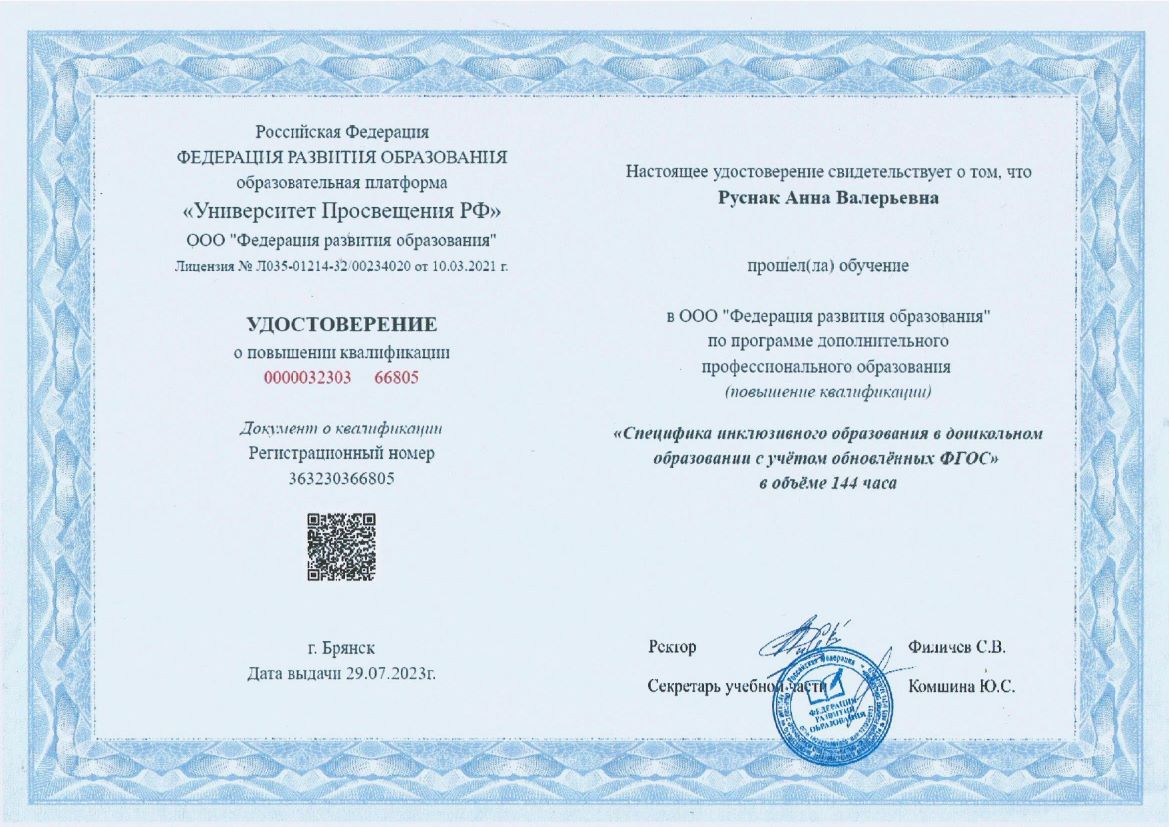 Российская Федерация
ФЕДЕРАЦИЯ РАЗВИТИЯ ОБРАЗОВАНИЯ
образовательная платформа
«Университет Просвещения РФ»
ООО "Федерация развития образования"
Лицензия № Л035-01214-32/00234020 от 10.03.2021 г.
УДОСТОВЕРЕНИЕ
о повышении квалификации
0000032303 66805
Документ о квалификации
Регистрационный номер
363230366805
г. Брянск
Дата выдачи 29.07.2023г.
Настоящее удостоверение свидетельствует о том, что
Руснак Анна Валерьевна
прошел(ла) обучение
в ООО "Федерация развития образования"
по программе дополнительного
профессионального образования
(повышение квалификации)
«Специфика инклюзивного образования в дошкольном
образовании с учётом обновлённых ФГОС»
в объёме 144 часа
Ректор Филичев С.В.
Секретарь учебной части Комшина Ю.С.
Российская Федерация
ФЕДЕРАЦИЯ
РАЗВИТИЯ
ОБРАЗОВАНИЯ